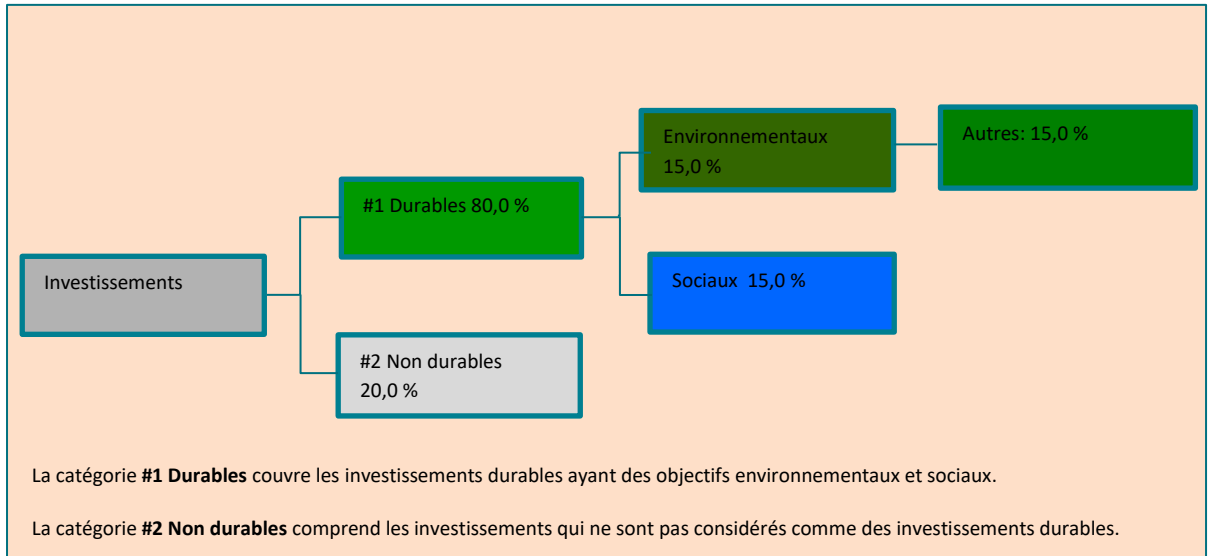 Environnementaux
15,0 %
Autres: 15,0 %
#1 Durables 80,0 %
Investissements
Sociaux  15,0 %
#2 Non durables
20,0 %
La catégorie #1 Durables couvre les investissements durables ayant des objectifs environnementaux et sociaux.
La catégorie #2 Non durables comprend les investissements qui ne sont pas considérés comme des investissements durables.